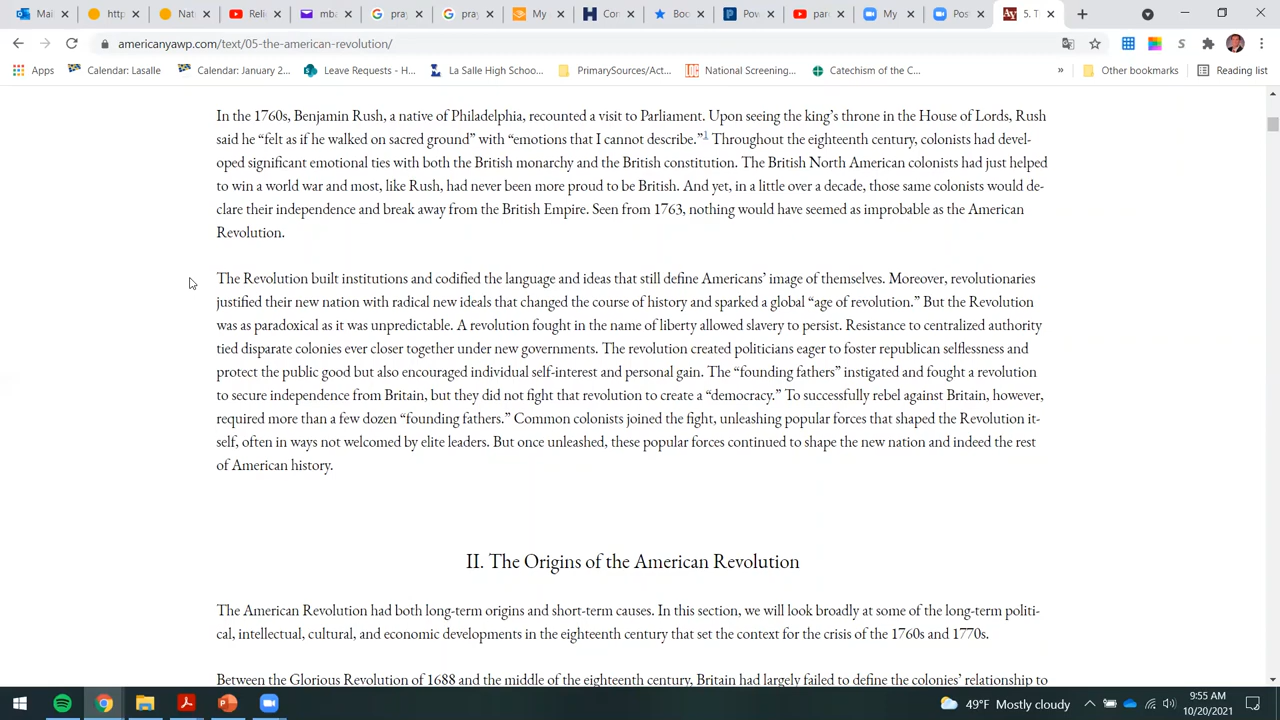 Mai
http
Nat
Reli
mb
pra
pra
My
Con
Boo
Pow
par
My
Pos
5. T
americanyawp.com/text/05-the-american-revolution/
Apps
Calendar: Lasalle
Calendar: January 2...
Leave Requests - H...
La Salle High Schoo...
PrimarySources/Act...
National Screening...
Catechism of the C...
»
Other bookmarks
Reading list
In the 1760s, Benjamin Rush, a native of Philadelphia, recounted a visit to Parliament. Upon seeing the king’s throne in the House of Lords, Rush
said he “felt as if he walked on sacred ground” with “emotions that I cannot describe.”1 Throughout the eighteenth century, colonists had devel-
oped significant emotional ties with both the British monarchy and the British constitution. The British North American colonists had just helped
to win a world war and most, like Rush, had never been more proud to be British. And yet, in a little over a decade, those same colonists would de-
clare their independence and break away from the British Empire. Seen from 1763, nothing would have seemed as improbable as the American
Revolution.
The Revolution built institutions and codified the language and ideas that still define Americans’ image of themselves. Moreover, revolutionaries
justified their new nation with radical new ideals that changed the course of history and sparked a global “age of revolution.” But the Revolution
was as paradoxical as it was unpredictable. A revolution fought in the name of liberty allowed slavery to persist. Resistance to centralized authority
tied disparate colonies ever closer together under new governments. The revolution created politicians eager to foster republican selflessness and
protect the public good but also encouraged individual self-interest and personal gain. The “founding fathers” instigated and fought a revolution
to secure independence from Britain, but they did not fight that revolution to create a “democracy.” To successfully rebel against Britain, however,
required more than a few dozen “founding fathers.” Common colonists joined the fight, unleashing popular forces that shaped the Revolution it-
self, often in ways not welcomed by elite leaders. But once unleashed, these popular forces continued to shape the new nation and indeed the rest
of American history.
II. The Origins of the American Revolution
The American Revolution had both long-term origins and short-term causes. In this section, we will look broadly at some of the long-term politi-
cal, intellectual, cultural, and economic developments in the eighteenth century that set the context for the crisis of the 1760s and 1770s.
Between the Glorious Revolution of 1688 and the middle of the eighteenth century, Britain had largely failed to define the colonies’ relationship to
49°F Mostly cloudy
9:55 AM
10/20/2021